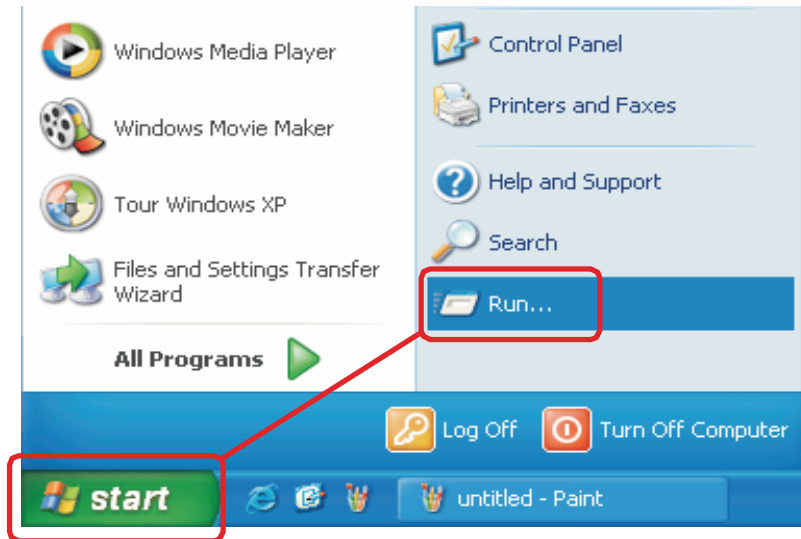 Windows Media Player
Windows Movie Maker
Tour Windows XP
Files and Settings Transfer
Wizard
All Programs
Control Panel
Printers and Faxes
Help and Support
Search
Run...
Log Off
Turn Off Computer
start
untitled - Paint